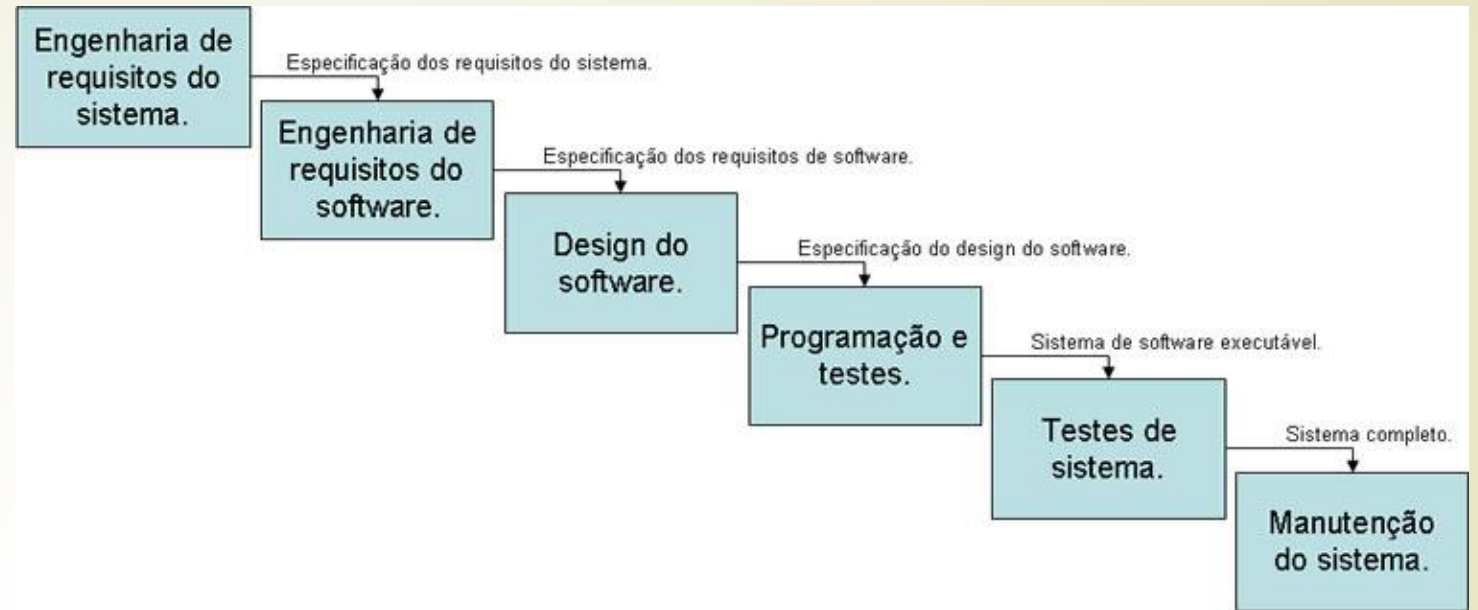 Engenharia de
requisitos do
sistema.
Especificação dos requisitos do sistema.
Engenharia de
requisitos do
software.
Especificação dos requisitos de software.
Design do
software.
Especificação do design do software.
Programação e
testes.
Sistema de software executável.
Testes de
sistema.
Sistema completo.
Manutenção
do sistema.